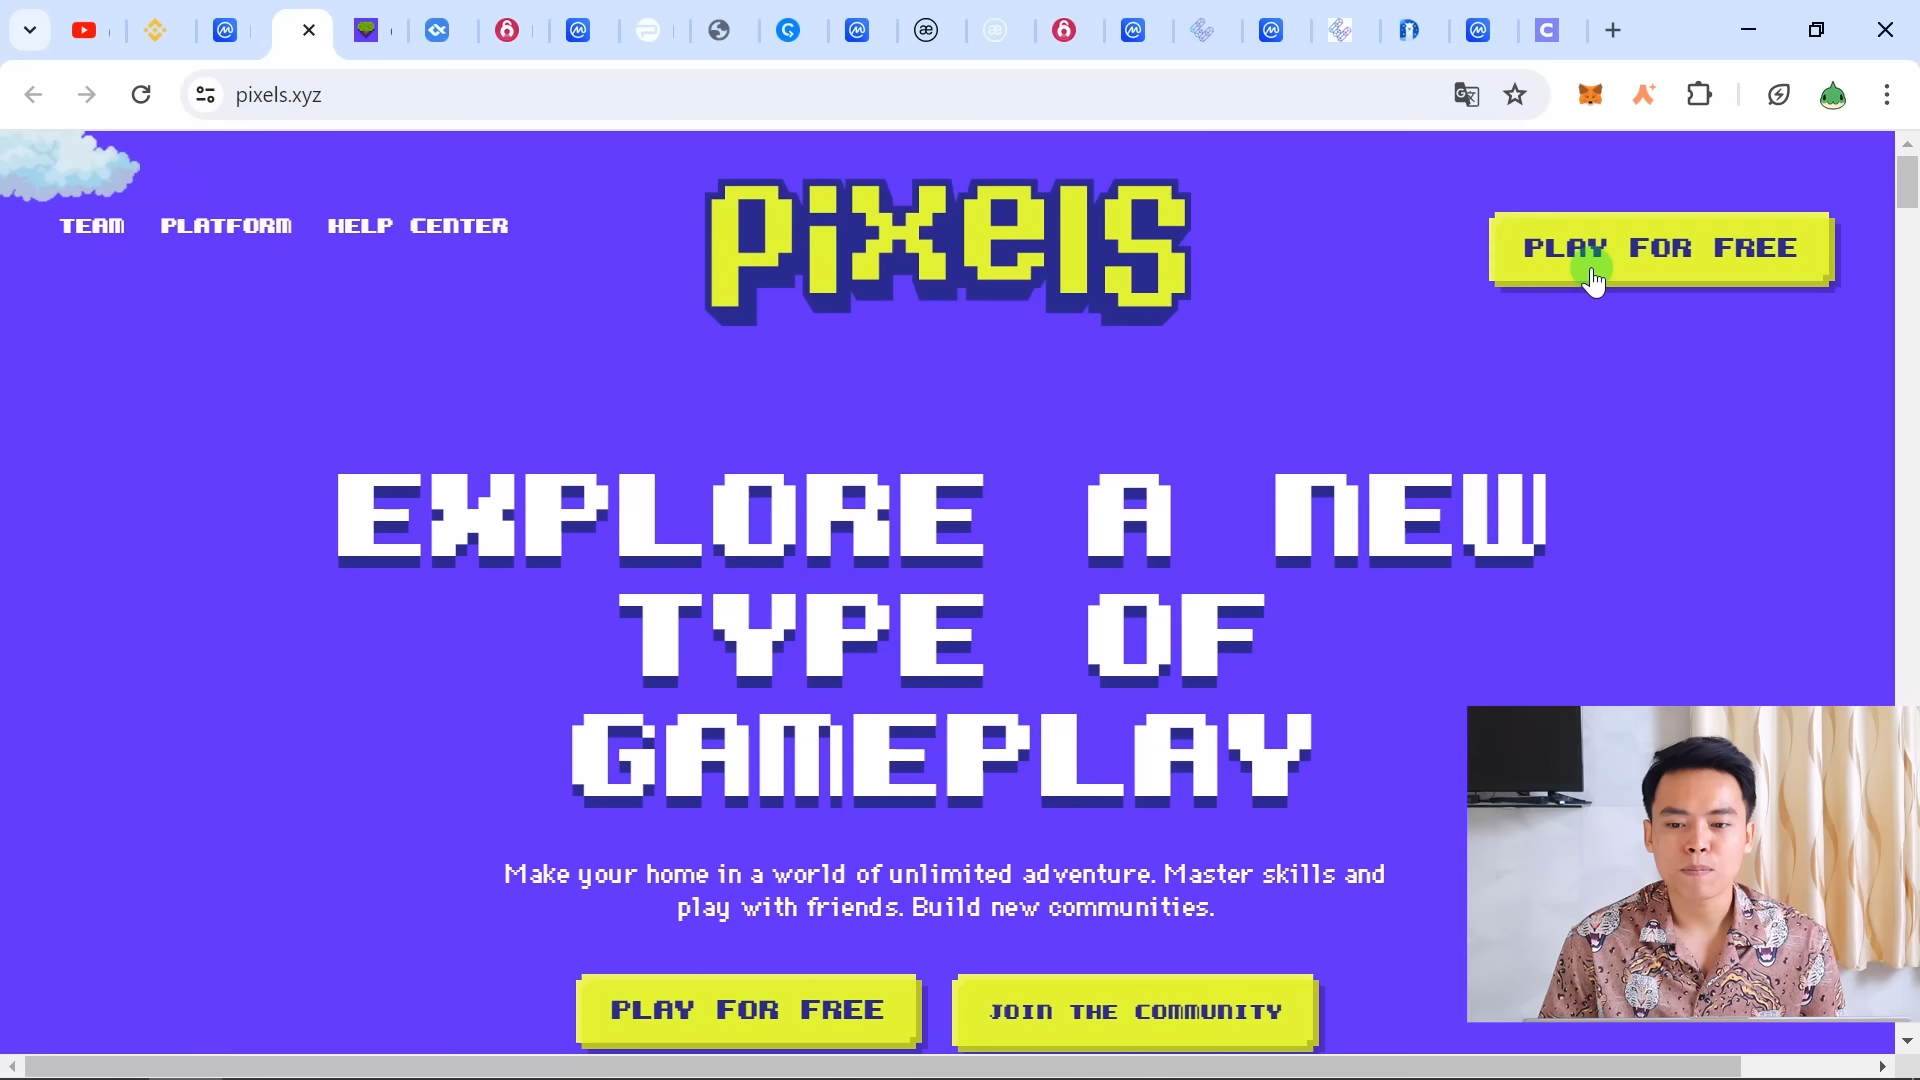 pixels.xyz
TEAM PLATFORM HELP CENTER
pixels
PLAY FOR FREE
EXPLORE A NEW
TYPE OF
GAMEPLAY
Make your home in a world of unlimited adventure. Master skills and
play with friends. Build new communities.
PLAY FOR FREE
JOIN THE COMMUNITY